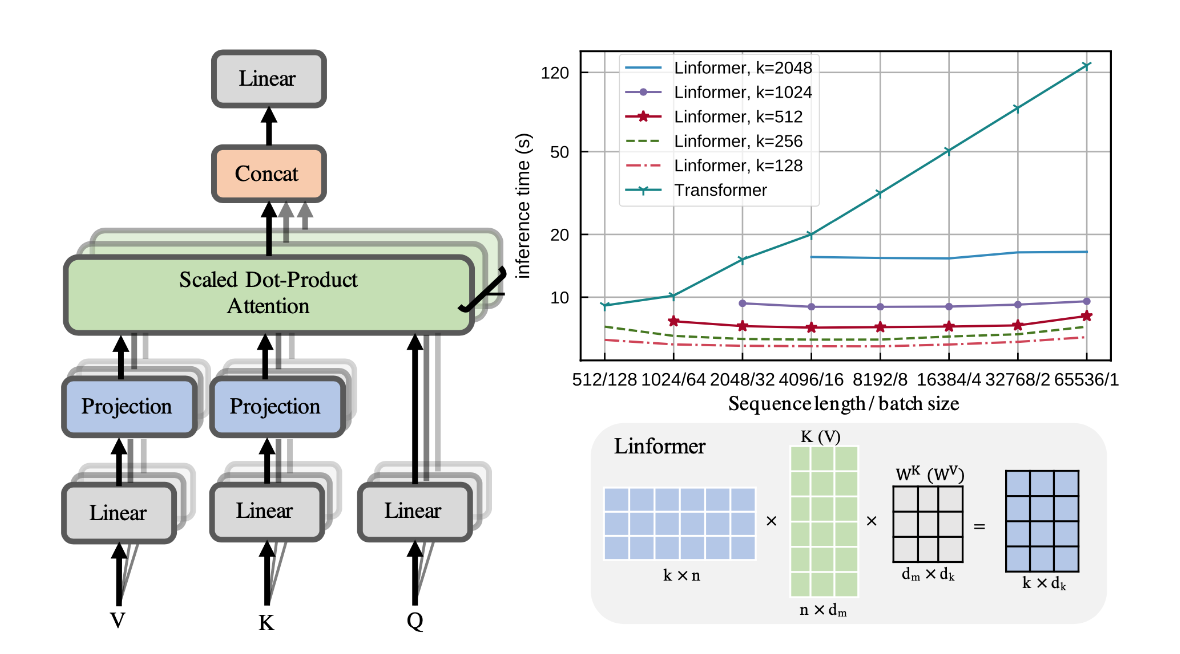 Linear
Concat
Scaled Dot-Product
Attention
Projection
Projection
Linear
Linear
Linear
V
K
Q
inference time (s)
120
50
20
10
Linformer, k=2048
Linformer, k=1024
Linformer, k=512
Linformer, k=256
Linformer, k=128
Transformer
512/128 1024/64 2048/32 4096/16 8192/8 16384/4 32768/2 65536/1
Sequence length / batch size
Linformer
K (V)
W^K (W^V)
× × =
k × n
n × d_m
d_m × d_k
k × d_k